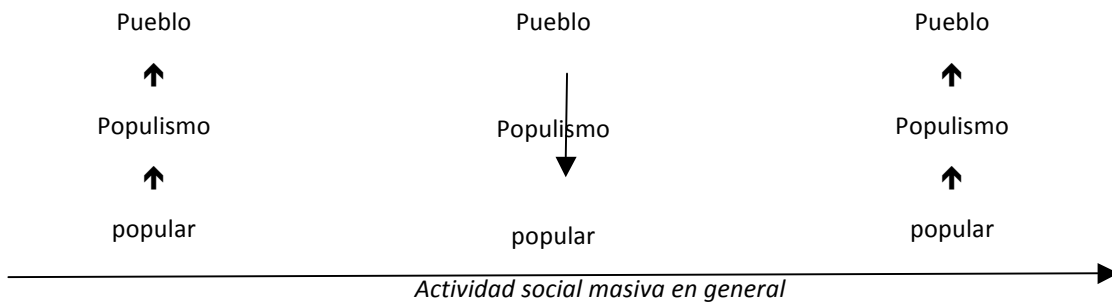 Pueblo Pueblo Pueblo
Populismo Populismo Populismo
popular popular popular
Actividad social masiva en general